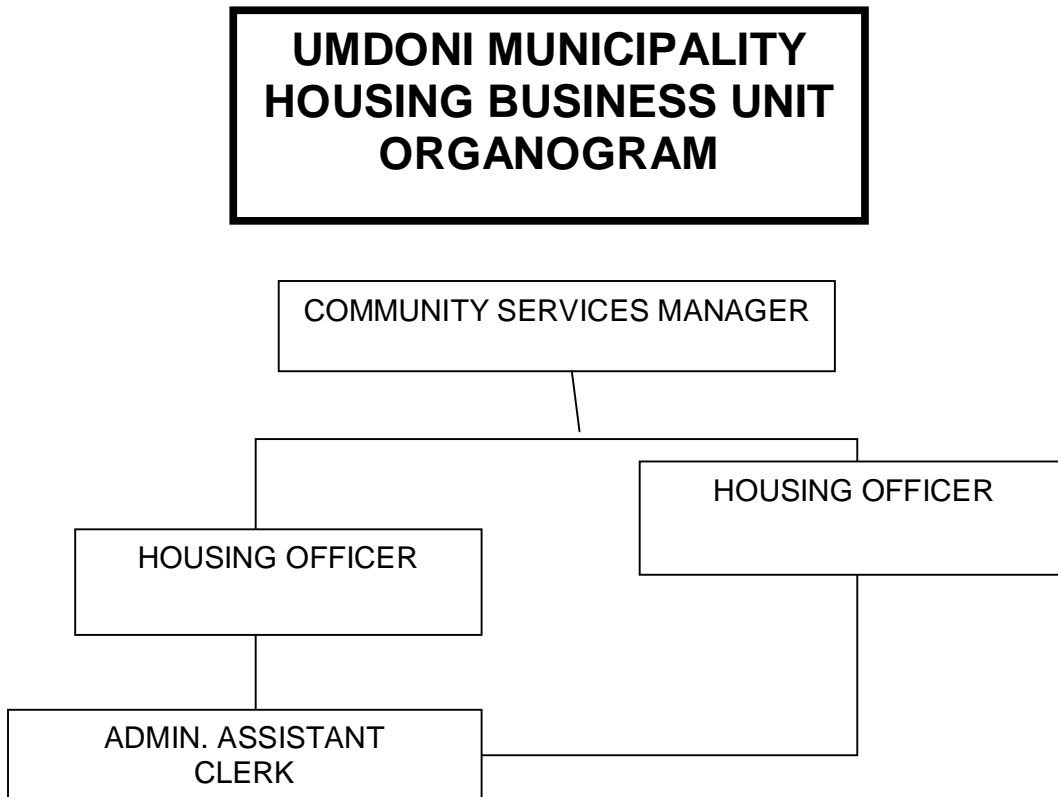 UMDONI MUNICIPALITY
HOUSING BUSINESS UNIT
ORGANOGRAM
COMMUNITY SERVICES MANAGER
HOUSING OFFICER
HOUSING OFFICER
ADMIN. ASSISTANT
CLERK